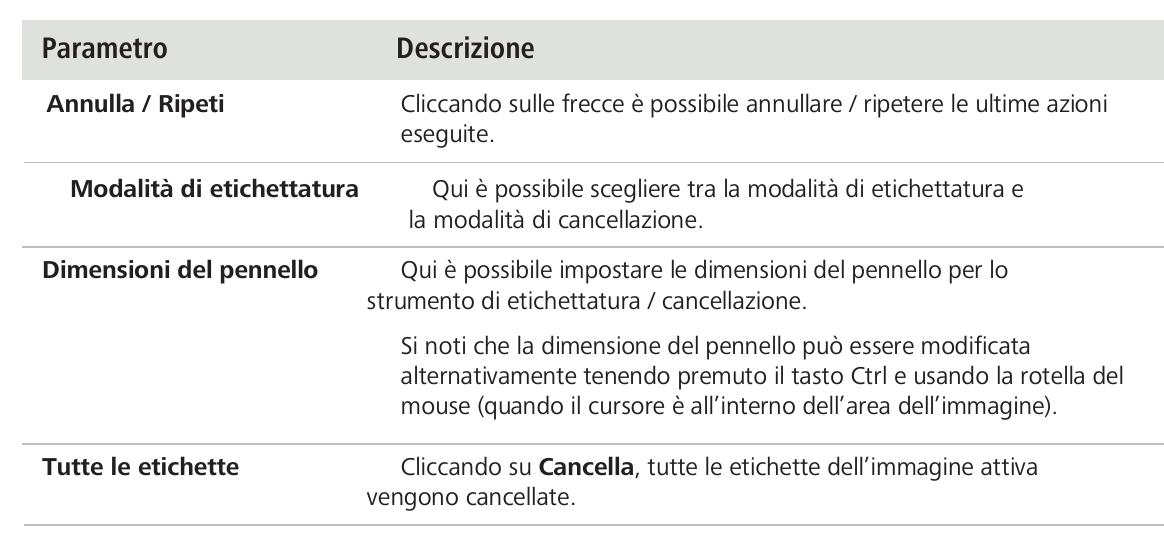 Parametro Descrizione
Annulla / Ripeti Cliccando sulle frecce è possibile annullare / ripetere le ultime azioni
eseguite.
Modalità di etichettatura Qui è possibile scegliere tra la modalità di etichettatura e
la modalità di cancellazione.
Dimensioni del pennello Qui è possibile impostare le dimensioni del pennello per lo
strumento di etichettatura / cancellazione.
Si noti che la dimensione del pennello può essere modificata
alternativamente tenendo premuto il tasto Ctrl e usando la rotella del
mouse (quando il cursore è all’interno dell’area dell’immagine).
Tutte le etichette Cliccando su Cancella, tutte le etichette dell’immagine attiva
vengono cancellate.